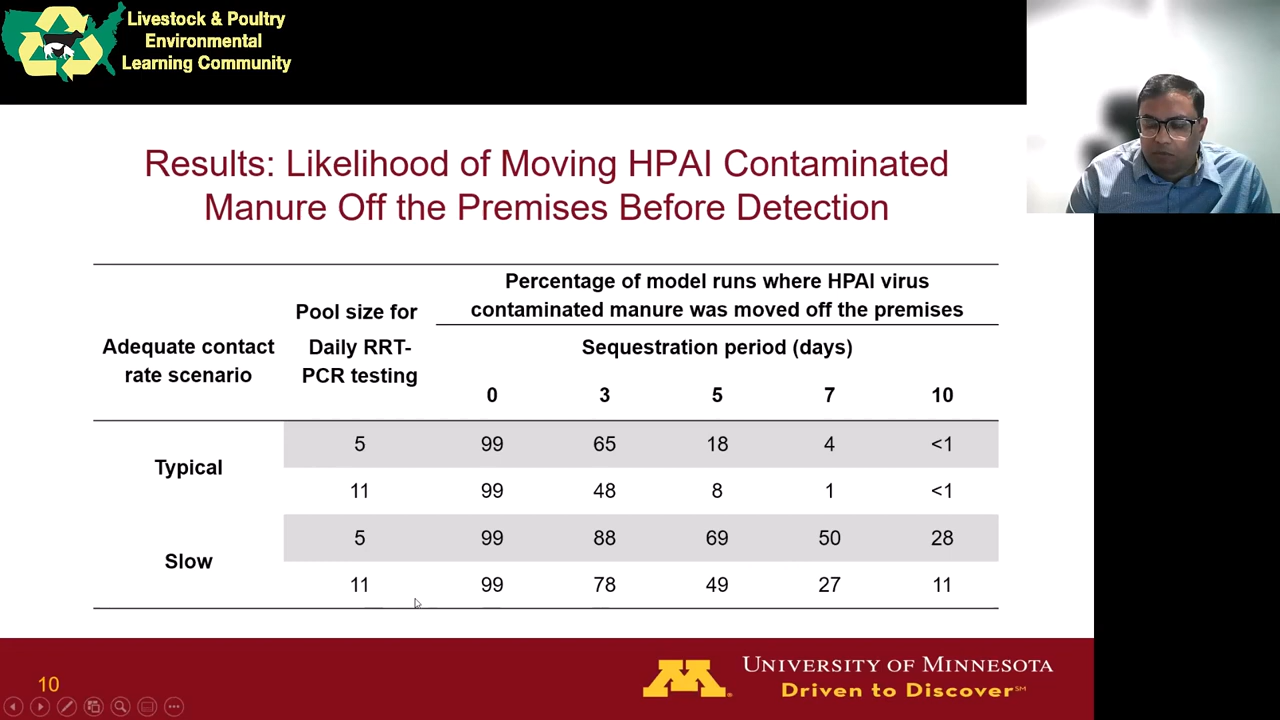 Livestock & Poultry
Environmental
Learning Community
Results: Likelihood of Moving HPAI Contaminated
Manure Off the Premises Before Detection
Adequate contact
rate scenario
Pool size for
Daily RRT-
PCR testing
Percentage of model runs where HPAI virus
contaminated manure was moved off the premises
Sequestration period (days)
0 3 5 7 10
Typical
5 99 65 18 4 <1
11 99 48 8 1 <1
Slow
5 99 88 69 50 28
11 99 78 49 27 11
10
M
UNIVERSITY OF MINNESOTA
Driven to Discover℠